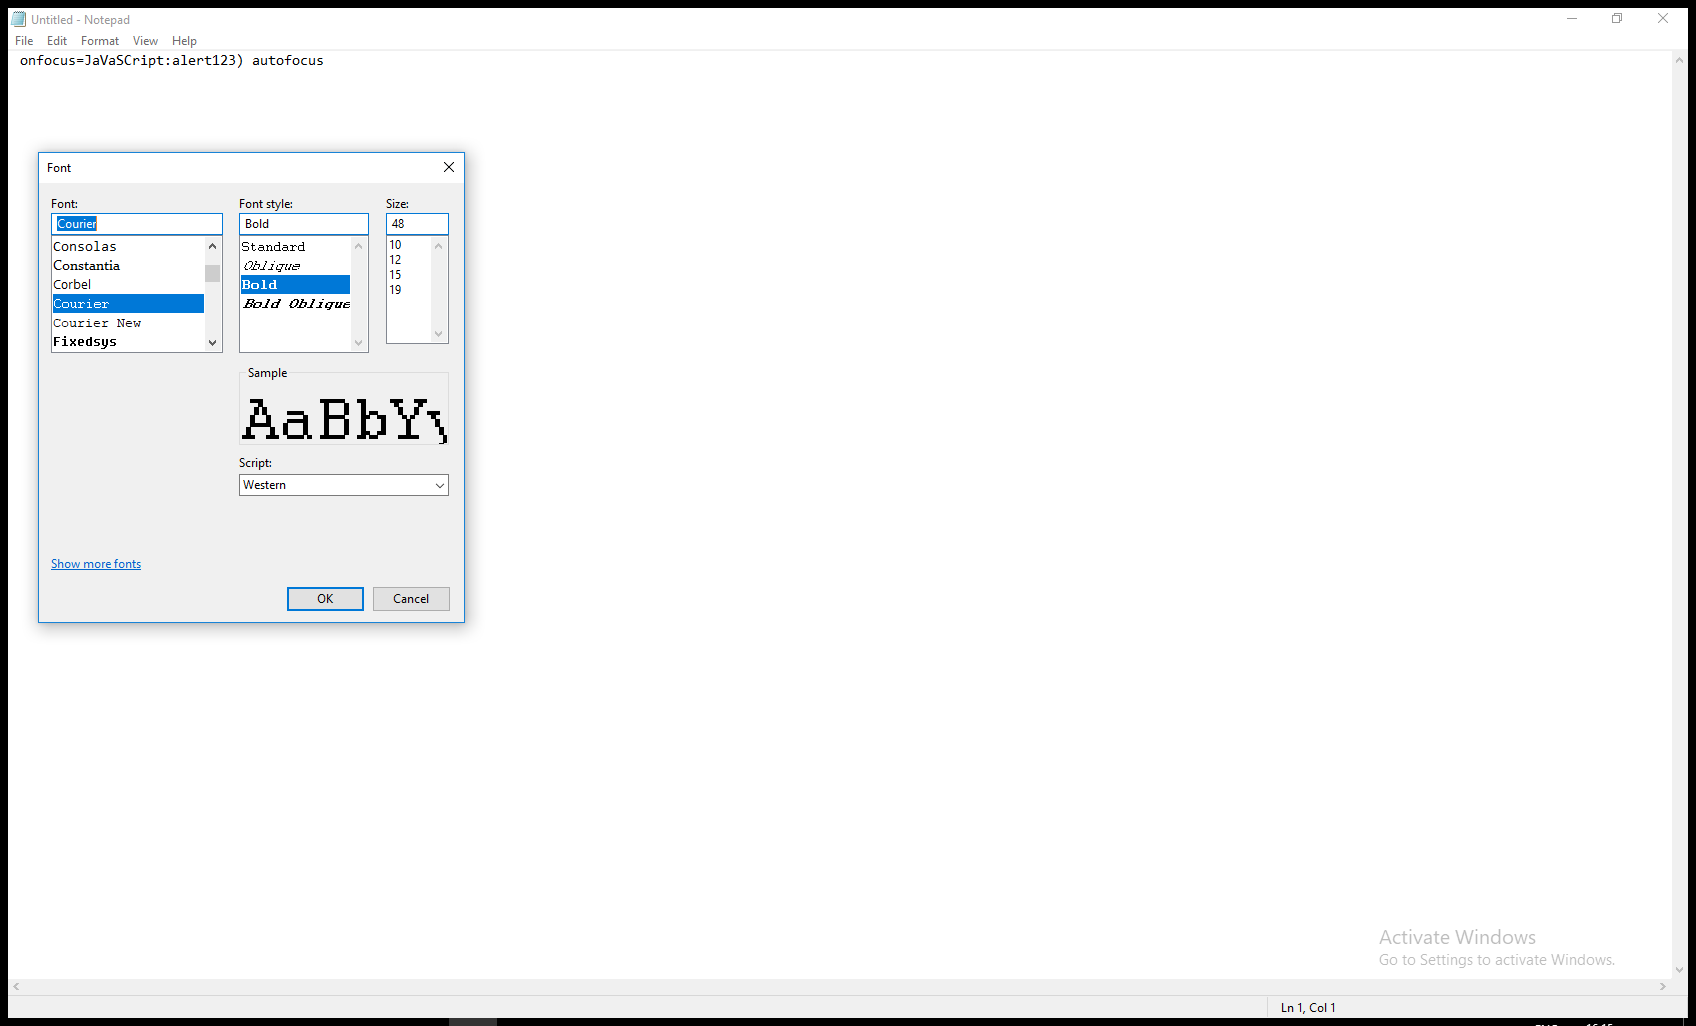 Untitled - Notepad
File Edit Format View Help
onfocus=JaVaSCript:alert123) autofocus
Font
Font: Font style: Size:
Courier Bold 48
Consolas
Constantia
Corbel
Courier
Courier New
Fixedsys
Standard
Oblique
Bold
Bold Oblique
10
12
15
19
Sample
AaBbYy
Script:
Western
Show more fonts
OK Cancel
Activate Windows
Go to Settings to activate Windows.
Ln 1, Col 1